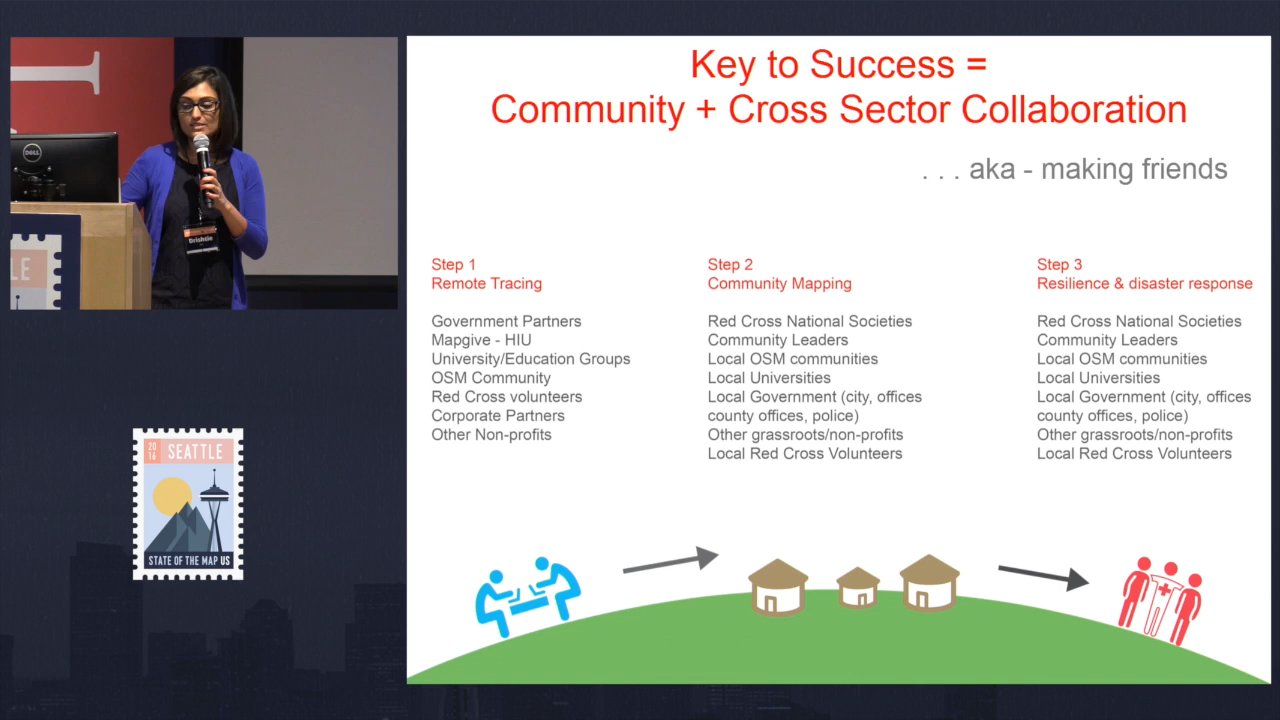 Key to Success =
Community + Cross Sector Collaboration
. . . aka - making friends
Step 1
Remote Tracing
Government Partners
Mapgive - HIU
University/Education Groups
OSM Community
Red Cross volunteers
Corporate Partners
Other Non-profits
Step 2
Community Mapping
Red Cross National Societies
Community Leaders
Local OSM communities
Local Universities
Local Government (city, offices
county offices, police)
Other grassroots/non-profits
Local Red Cross Volunteers
Step 3
Resilience & disaster response
Red Cross National Societies
Community Leaders
Local OSM communities
Local Universities
Local Government (city, offices
county offices, police)
Other grassroots/non-profits
Local Red Cross Volunteers
DELL
Drishtie
LE
2016 SEATTLE
STATE OF THE MAP US